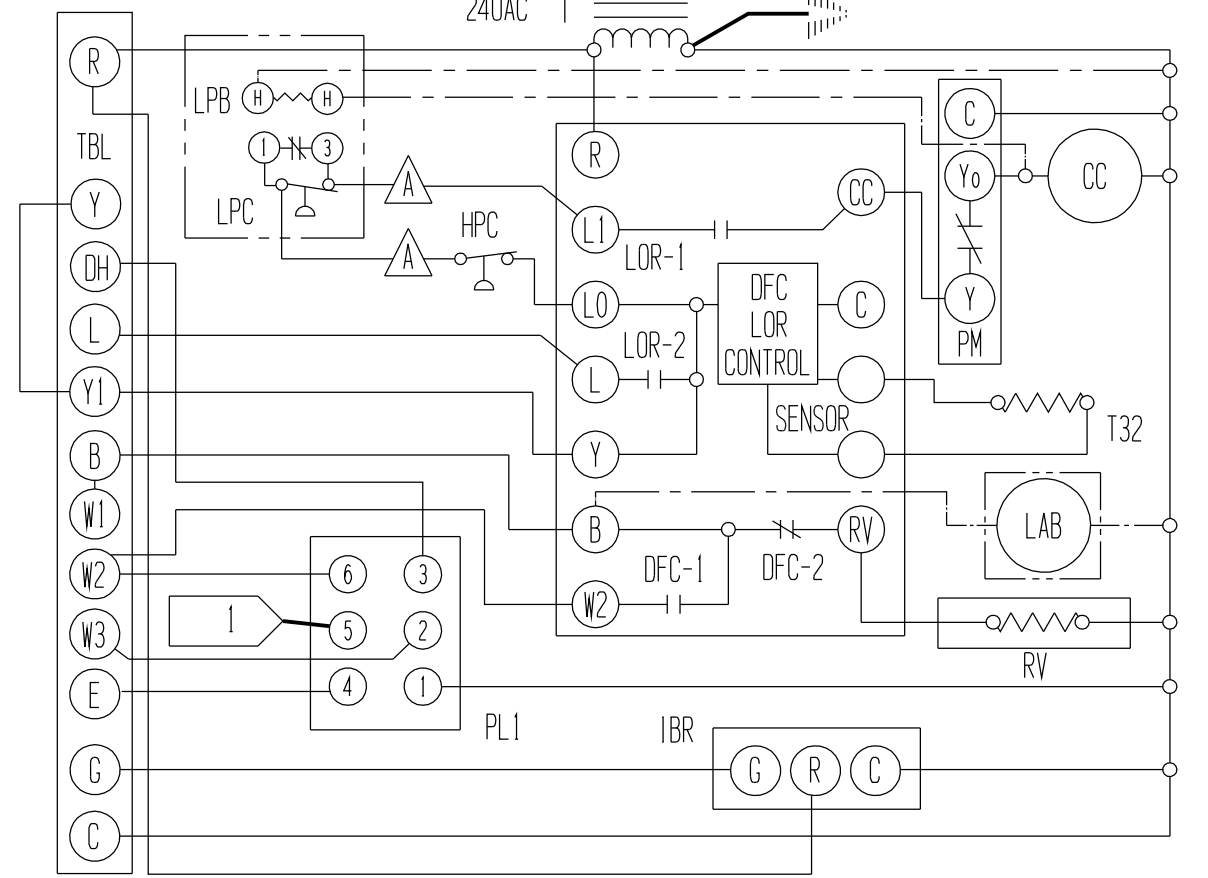 240AC
R
LPB H H
1 3
LPC
A
A
HPC
TBL
Y
DH
L
Y1
B
W1
W2
W3
E
G
C
R
L1
LOR-1
CC
LO
LOR-2
L
DFC
LOR
CONTROL
C
SENSOR
Y
B
DFC-1
DFC-2
RV
W2
C
YO
Y
PM
CC
T32
LAB
RV
6 3
5 2
4 1
PL1
1
IBR
G R C